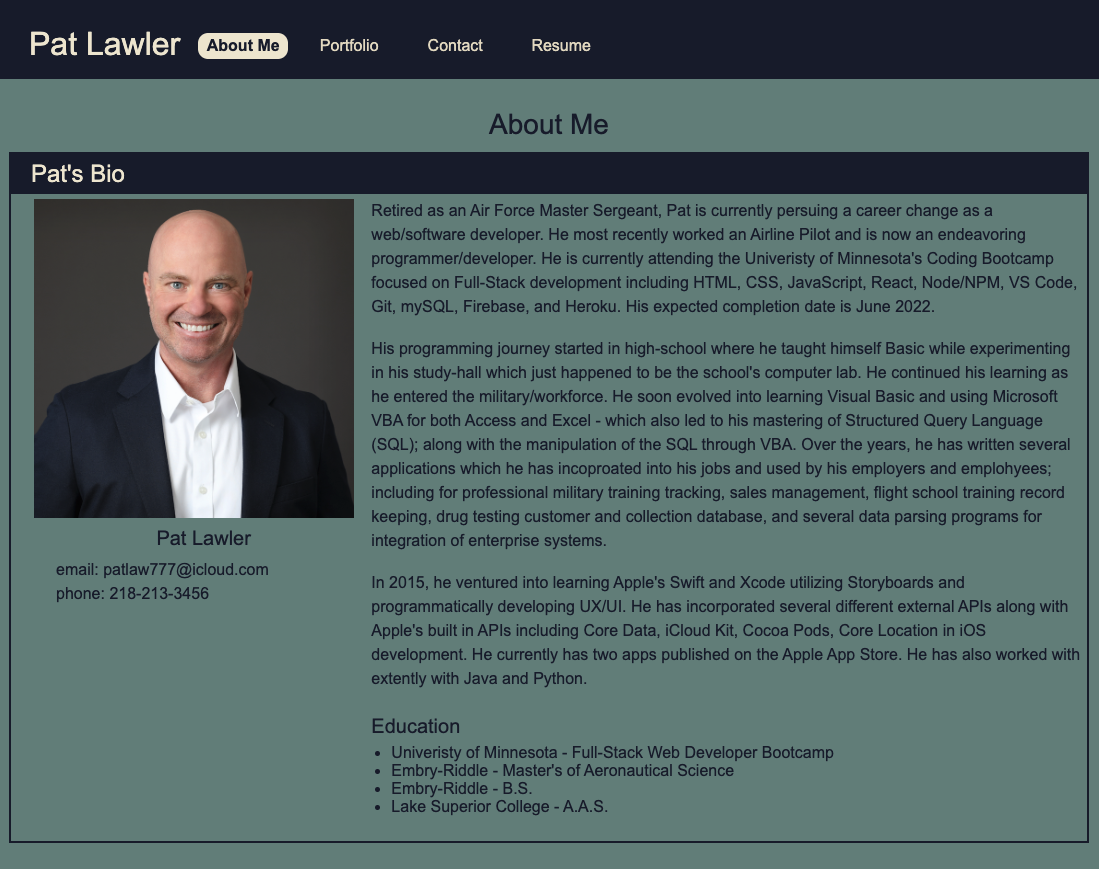 Pat Lawler About Me Portfolio Contact Resume
About Me
Pat's Bio
Retired as an Air Force Master Sergeant, Pat is currently persuing a career change as a
web/software developer. He most recently worked an Airline Pilot and is now an endeavoring
programmer/developer. He is currently attending the Univeristy of Minnesota's Coding Bootcamp
focused on Full-Stack development including HTML, CSS, JavaScript, React, Node/NPM, VS Code,
Git, mySQL, Firebase, and Heroku. His expected completion date is June 2022.
His programming journey started in high-school where he taught himself Basic while experimenting
in his study-hall which just happened to be the school's computer lab. He continued his learning as
he entered the military/workforce. He soon evolved into learning Visual Basic and using Microsoft
VBA for both Access and Excel - which also led to his mastering of Structured Query Language
(SQL); along with the manipulation of the SQL through VBA. Over the years, he has written several
applications which he has incoproated into his jobs and used by his employers and emplohyees;
including for professional military training tracking, sales management, flight school training record
keeping, drug testing customer and collection database, and several data parsing programs for
integration of enterprise systems.
In 2015, he ventured into learning Apple's Swift and Xcode utilizing Storyboards and
programmatically developing UX/UI. He has incorporated several different external APIs along with
Apple's built in APIs including Core Data, iCloud Kit, Cocoa Pods, Core Location in iOS
development. He currently has two apps published on the Apple App Store. He has also worked with
extently with Java and Python.
Education
• Univeristy of Minnesota - Full-Stack Web Developer Bootcamp
• Embry-Riddle - Master's of Aeronautical Science
• Embry-Riddle - B.S.
• Lake Superior College - A.A.S.
Pat Lawler
email: patlaw777@icloud.com
phone: 218-213-3456